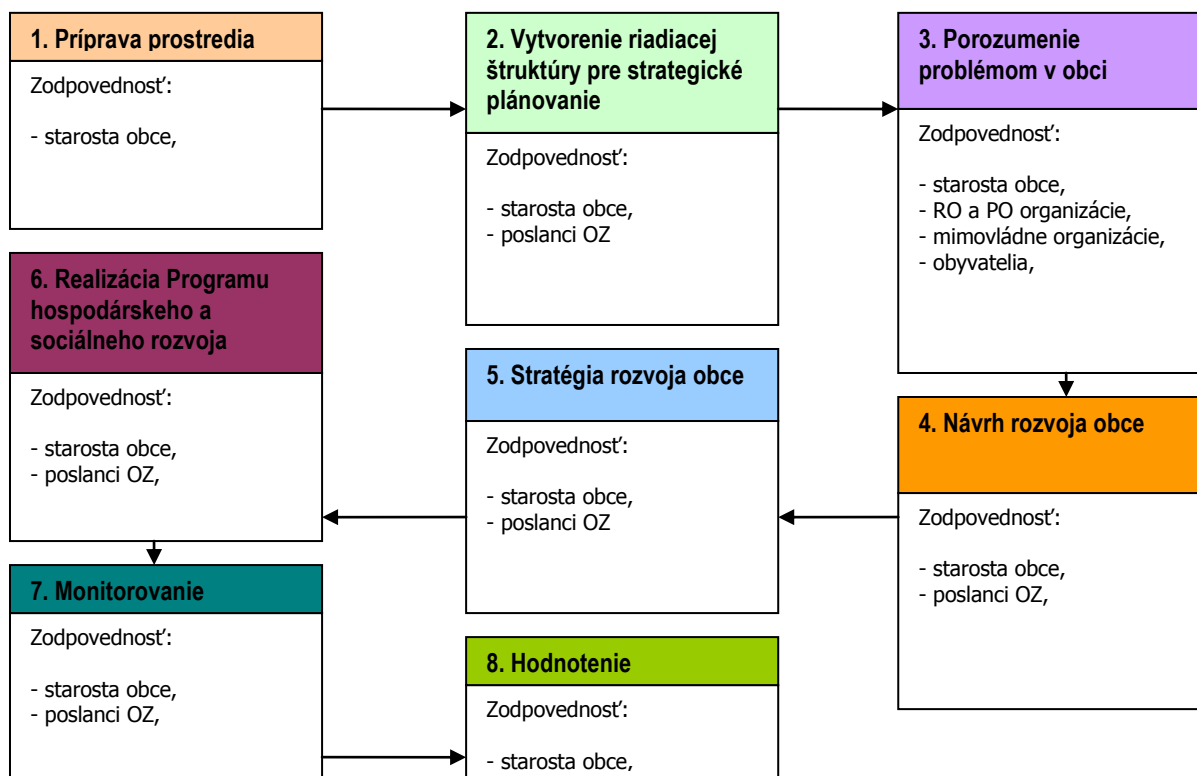 1. Príprava prostredia
Zodpovednosť:
- starosta obce,
2. Vytvorenie riadiacej
štruktúry pre strategické
plánovanie
Zodpovednosť:
- starosta obce,
- poslanci OZ
3. Porozumenie
problémom v obci
Zodpovednosť:
- starosta obce,
- RO a PO organizácie,
- mimovládne organizácie,
- obyvatelia,
4. Návrh rozvoja obce
Zodpovednosť:
- starosta obce,
- poslanci OZ,
5. Stratégia rozvoja obce
Zodpovednosť:
- starosta obce,
- poslanci OZ
6. Realizácia Programu
hospodárskeho a
sociálneho rozvoja
Zodpovednosť:
- starosta obce,
- poslanci OZ,
7. Monitorovanie
Zodpovednosť:
- starosta obce,
- poslanci OZ,
8. Hodnotenie
Zodpovednosť:
- starosta obce,